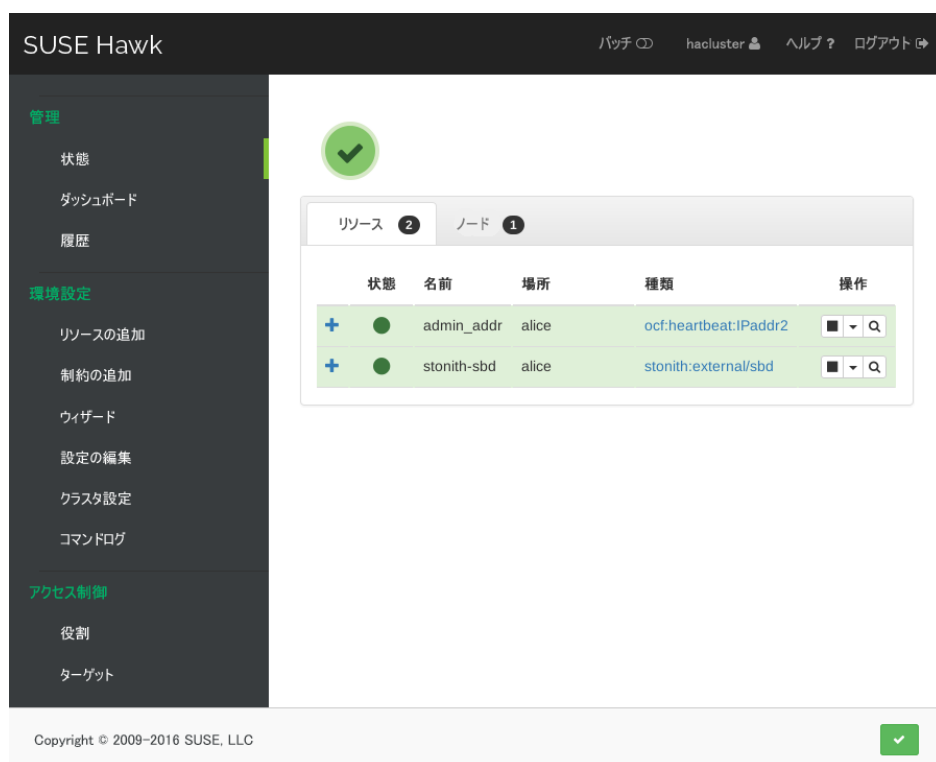 SUSE Hawk
バッチ hacluster ヘルプ ? ログアウト
管理
状態
ダッシュボード
履歴
環境設定
リソースの追加
制約の追加
ウィザード
設定の編集
クラスタ設定
コマンドログ
アクセス制御
役割
ターゲット
リソース 2 ノード 1
状態 名前 場所 種類 操作
admin_addr alice ocf:heartbeat:IPaddr2
stonith-sbd alice stonith:external/sbd
Copyright © 2009-2016 SUSE, LLC